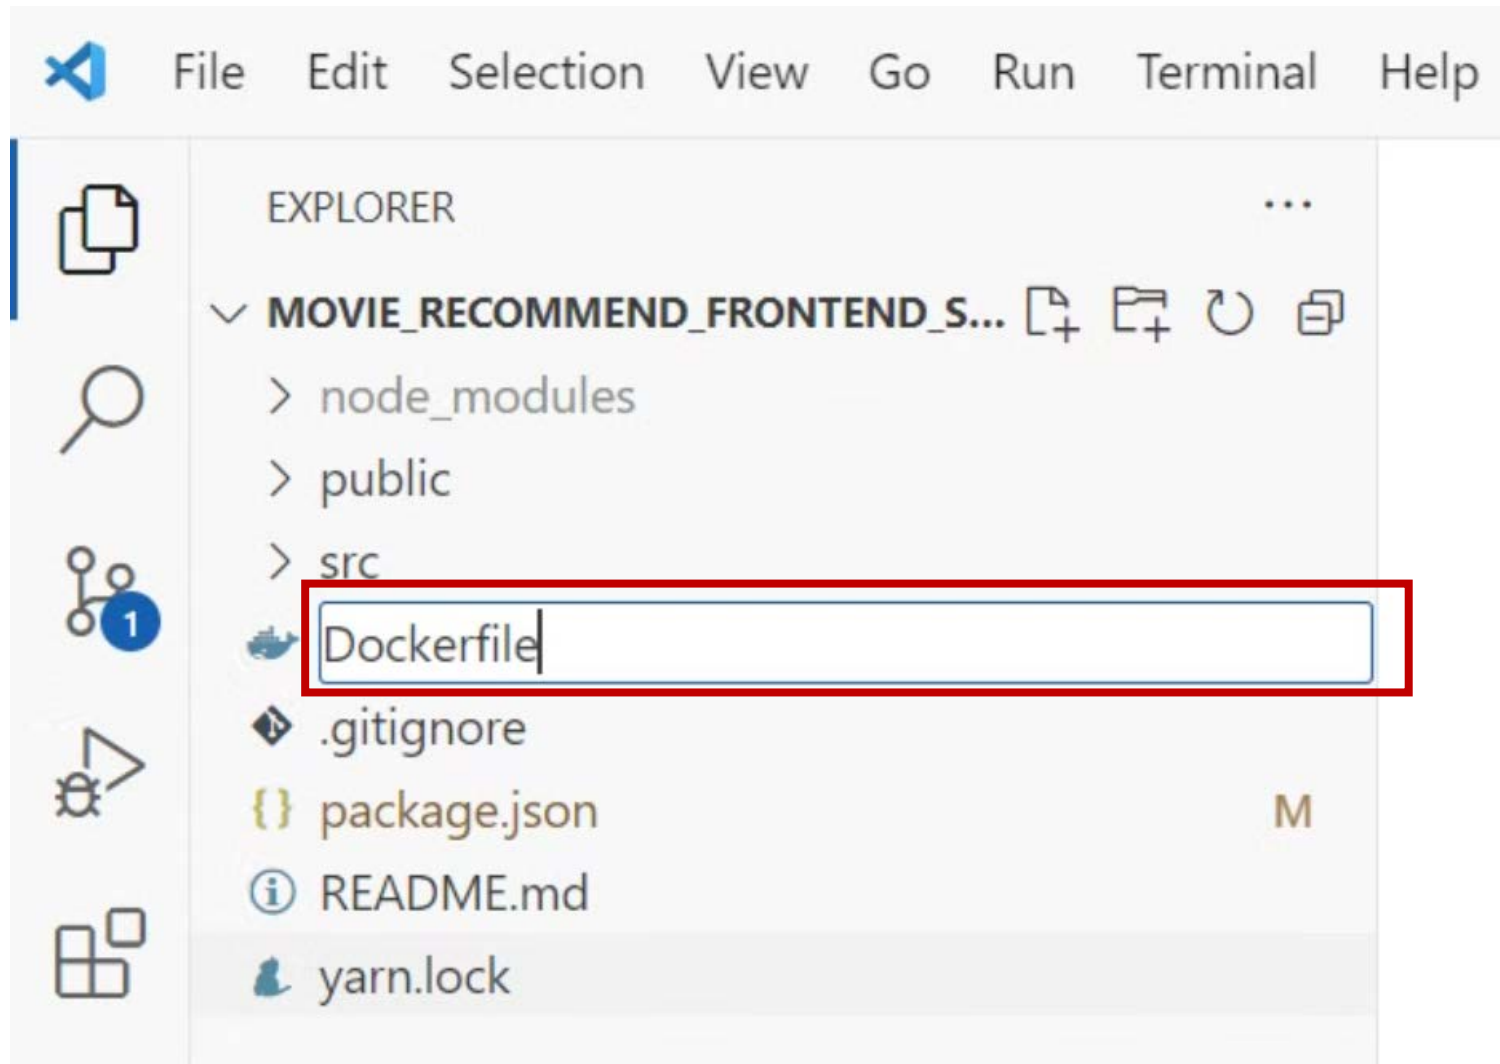 File Edit Selection View Go Run Terminal Help
EXPLORER ...
MOVIE_RECOMMEND_FRONTEND_S...
node_modules
public
src
1
Dockerfile
.gitignore
{} package.json M
README.md
yarn.lock